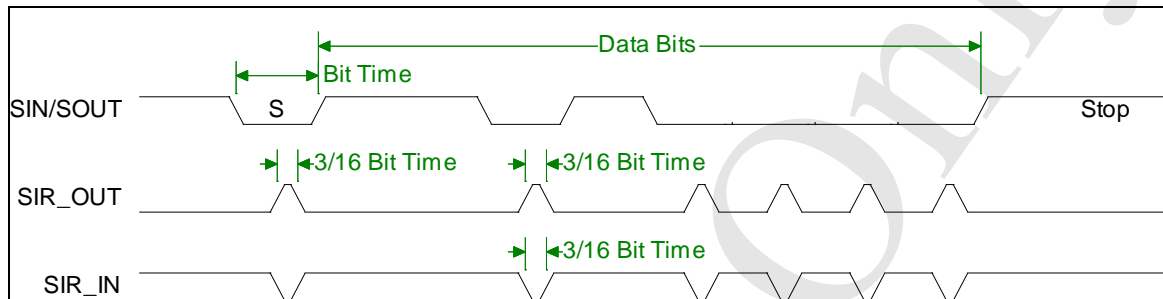 Data Bits
Bit Time
SIN/SOUT S Stop
3/16 Bit Time 3/16 Bit Time
SIR_OUT
3/16 Bit Time
SIR_IN